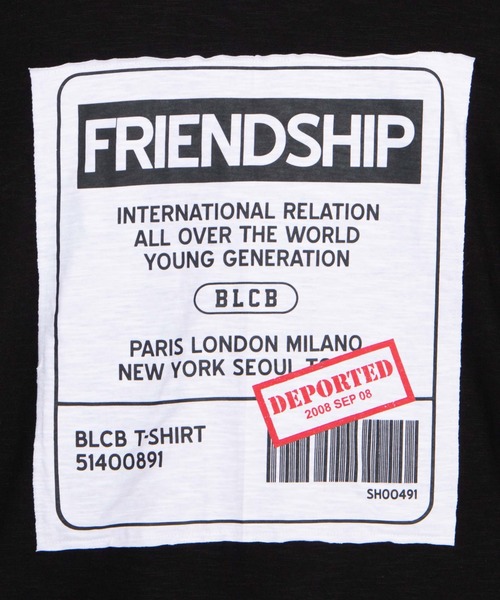 FRIENDSHIP
INTERNATIONAL RELATION
ALL OVER THE WORLD
YOUNG GENERATION
BLCB
PARIS LONDON MILANO
NEW YORK SEOUL
DEPORTED
2008 SEP 08
BLCB T-SHIRT
51400891
SH00491